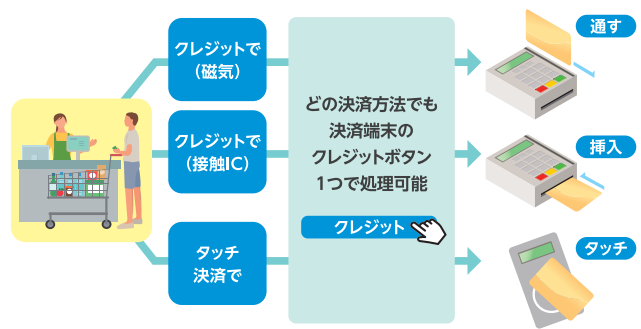 クレジットで
（磁気）
クレジットで
（接触IC）
タッチ
決済で
どの決済方法でも
決済端末の
クレジットボタン
1つで処理可能
クレジット
通す
挿入
タッチ